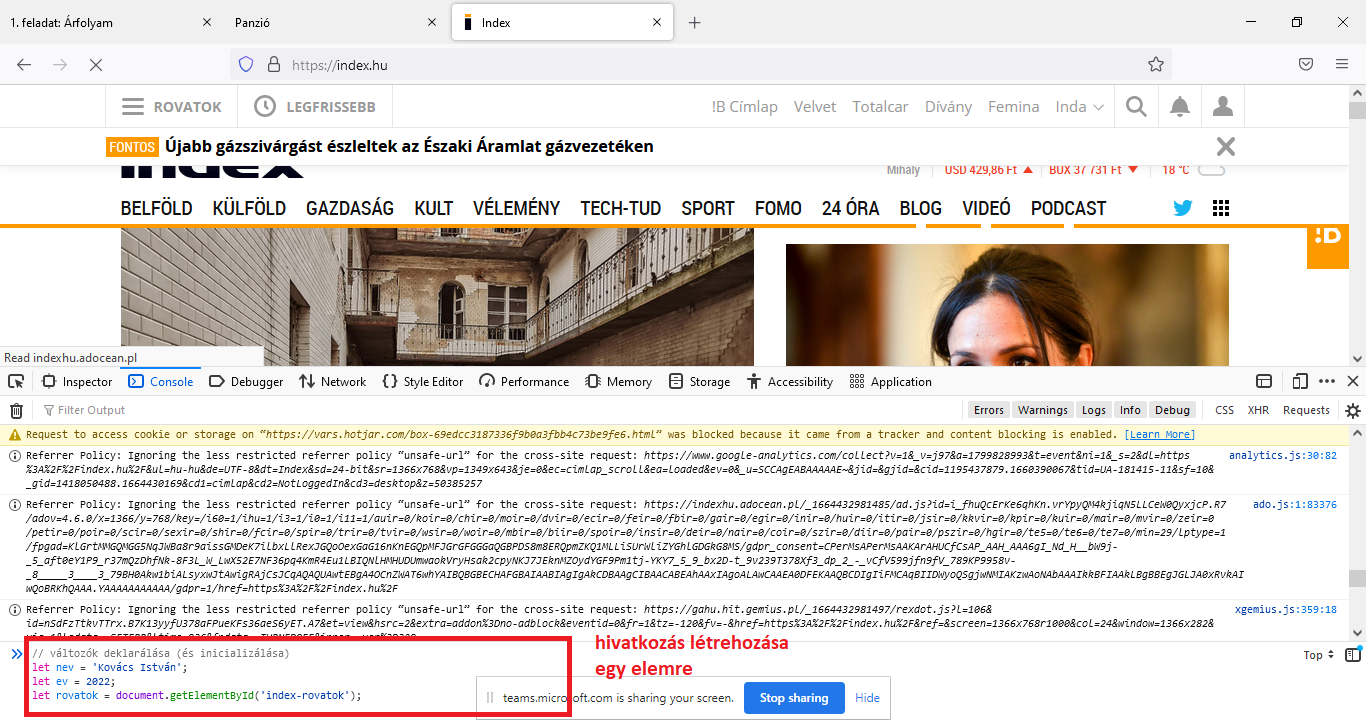 1. feladat: Árfolyam
Panzió
Index
https://index.hu
ROVATOK
LEGFRISSEBB
!B Címlap Velvet Totalcar Dívány Femina Inda
FONTOS Újabb gázszivárgást észleltek az Északi Áramlat gázvezetéken
index
Mihály USD 429,86 Ft BUX 37 731 Ft 18 °C
BELFÖLD KÜLFÖLD GAZDASÁG KULT VÉLEMÉNY TECH-TUD SPORT FOMO 24 ÓRA BLOG VIDEÓ PODCAST
!B
Read indexhu.adocean.pl
Inspector Console Debugger Network Style Editor Performance Memory Storage Accessibility Application
Filter Output
Errors Warnings Logs Info Debug CSS XHR Requests
Request to access cookie or storage on “https://vars.hotjar.com/box-69edcc3187336f9b0a3fbb4c73be9fe6.html” was blocked because it came from a tracker and content blocking is enabled. [Learn More]
Referrer Policy: Ignoring the less restricted referrer policy “unsafe-url” for the cross-site request: https://www.google-analytics.com/collect?v=1&_v=j97&a=1799828993&t=event&ni=1&_s=2&dl=https analytics.js:30:82
%3A%2F%2Findex.hu%2F&ul=hu-hu&de=UTF-8&dt=Index&sd=24-bit&sr=1366x768&vp=1349x643&je=0&ec=cimlap_scroll&ea=loaded&ev=0&_u=SCCAgEABAAAAAE~&jid=&gjid=&cid=1195437879.1660390067&tid=UA-181415-11&sf=10&
_gid=1418050488.1664430169&cd1=cimlap&cd2=NotLoggedIn&cd3=desktop&z=50385257
Referrer Policy: Ignoring the less restricted referrer policy “unsafe-url” for the cross-site request: https://indexhu.adocean.pl/_1664432981485/ad.js?id=i_fhuQcErKe6qhKn.vrYpyQM4kjiqN5LLCeW0QyxjcP.R7 ado.js:1:83376
/adov=4.6.0/x=1366/y=768/key=/i60=1/ihu=1/i3=1/i0=1/i11=1/auir=0/koir=0/chir=0/moir=0/dvir=0/ecir=0/feir=0/fbir=0/gair=0/egir=0/inir=0/huir=0/itir=0/jsir=0/kkvir=0/kpir=0/kuir=0/mair=0/mvir=0/zeir=0
/petir=0/poir=0/scir=0/sexir=0/shir=0/fcir=0/spir=0/trir=0/tvir=0/wsir=0/woir=0/mbir=0/biir=0/spoir=0/insir=0/deir=0/nair=0/coir=0/dair=0/pair=0/pszir=0/hgir=0/te5=0/te6=0/te7=0/min=29/lptype=1
_8_____3____3_79BH0Akw1biALsyxwJtAwigRAjCsJCqAQAQUAwtEBgA4OCnZWAT6whYAIBQBGBECHAFGBAIAABIAgIgAkCDBAAgCIBAACABEAhAAxIAgoALAwCAAEA0DFEKAAQBCDIgIiFMCAqBIIDWyoQSgjwNMIAKzwAoNAbAAAIkkBFIAAkLBgBBEgJGLJA0xRvkAI
wQoBRKhQAAA.YAAAAAAAAAAA/gdpr=1/href=https%3A%2F%2Findex.hu%2F
Referrer Policy: Ignoring the less restricted referrer policy “unsafe-url” for the cross-site request: https://gahu.hit.gemius.pl/_1664432981497/rexdot.js?l=106& xgemius.js:359:18
id=nSdFzTtkvTTrx.B7K13yyfU378aFPueKFs36aeS6yET.A7&et=view&hsrc=2&extra=addon%3Dno-adblock&eventid=0&fr=1&tz=-120&fv=-&href=https%3A%2F%2Findex.hu%2F&ref=&screen=1366x768r1000&col=24&window=1366x282&
// változók deklarálása (és inicializálása)
let nev = 'Kovács István';
let ev = 2022;
let rovatok = document.getElementById('index-rovatok');
hivatkozás létrehozása
egy elemre
Top
teams.microsoft.com is sharing your screen. Stop sharing Hide